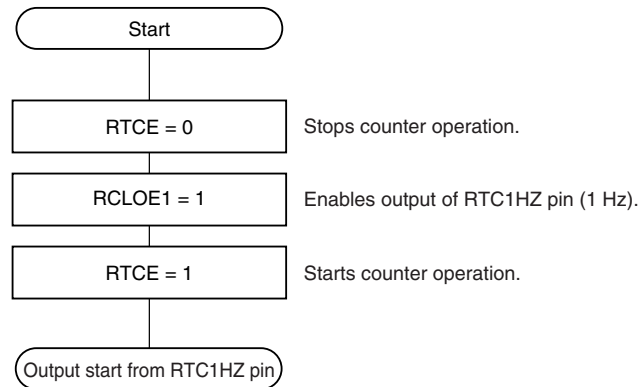 Start
RTCE = 0
Stops counter operation.
RCLOE1 = 1
Enables output of RTC1HZ pin (1 Hz).
RTCE = 1
Starts counter operation.
Output start from RTC1HZ pin